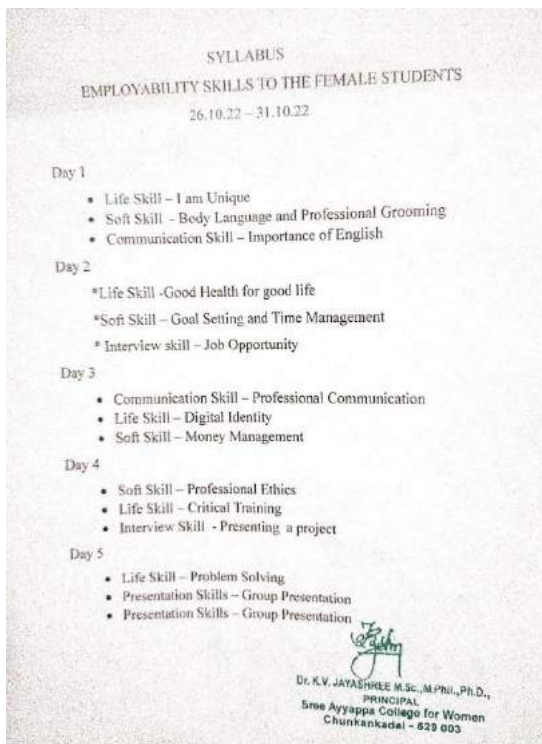 SYLLABUS
EMPLOYABILITY SKILLS TO THE FEMALE STUDENTS
26.10.22 – 31.10.22
Day 1
• Life Skill – I am Unique
• Soft Skill - Body Language and Professional Grooming
• Communication Skill – Importance of English
Day 2
*Life Skill -Good Health for good life
*Soft Skill – Goal Setting and Time Management
* Interview skill – Job Opportunity
Day 3
• Communication Skill – Professional Communication
• Life Skill – Digital Identity
• Soft Skill – Money Management
Day 4
• Soft Skill – Professional Ethics
• Life Skill – Critical Training
• Interview Skill - Presenting a project
Day 5
• Life Skill – Problem Solving
• Presentation Skills – Group Presentation
• Presentation Skills – Group Presentation
Dr. K.V. JAYASHREE M.Sc.,M.Phil.,Ph.D.,
PRINCIPAL
Sree Ayyappa College for Women
Chunkankadai - 629 003